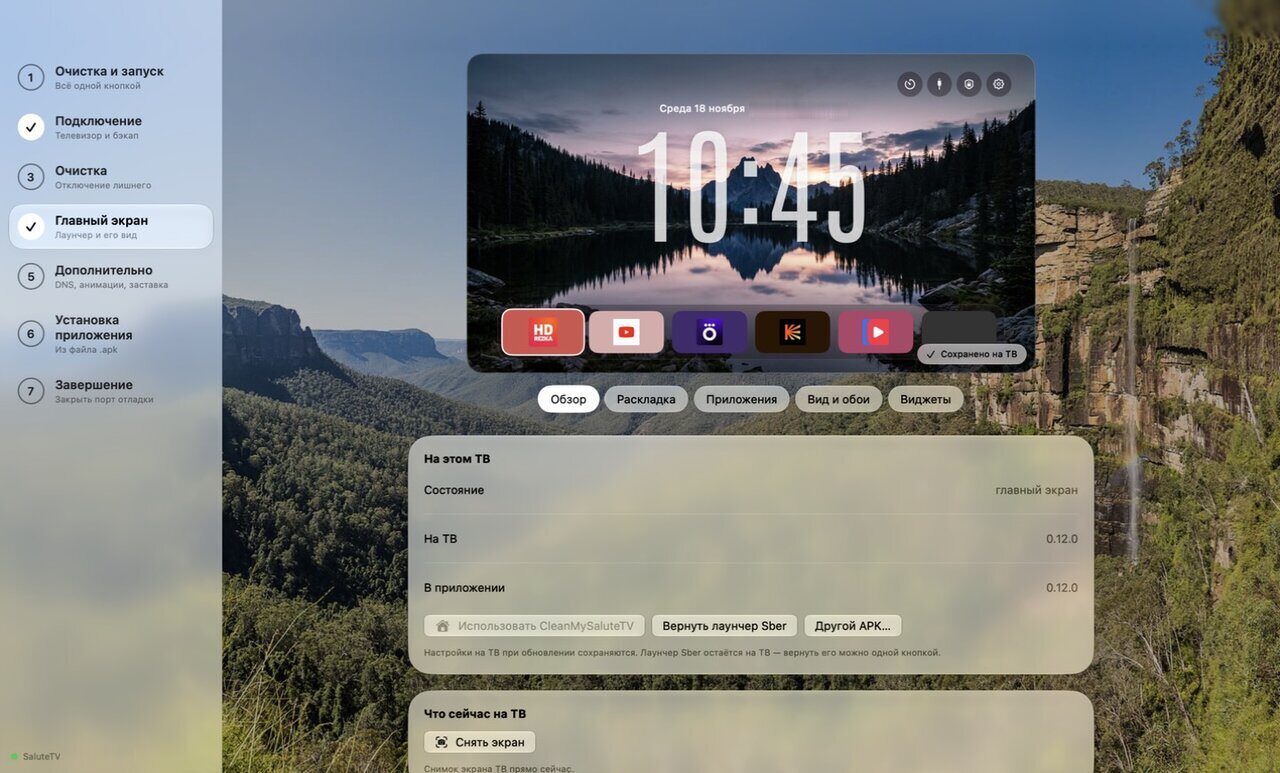 1
Очистка и запуск
Всё одной кнопкой
Подключение
Телевизор и бэкап
3
Очистка
Отключение лишнего
Главный экран
Лаунчер и его вид
5
Дополнительно
DNS, анимации, заставка
6
Установка
приложения
Из файла .apk
7
Завершение
Закрыть порт отладки
SaluteTV
Среда 18 ноября
10:45
HD
REZKA
Сохранено на ТВ
Обзор
Раскладка
Приложения
Вид и обои
Виджеты
На этом ТВ
Состояние главный экран
На ТВ 0.12.0
В приложении 0.12.0
Использовать CleanMySaluteTV Вернуть лаунчер Sber Другой APK...
Настройки на ТВ при обновлении сохраняются. Лаунчер Sber остаётся на ТВ — вернуть его можно одной кнопкой.
Что сейчас на ТВ
Снять экран
Снимок экрана ТВ прямо сейчас.